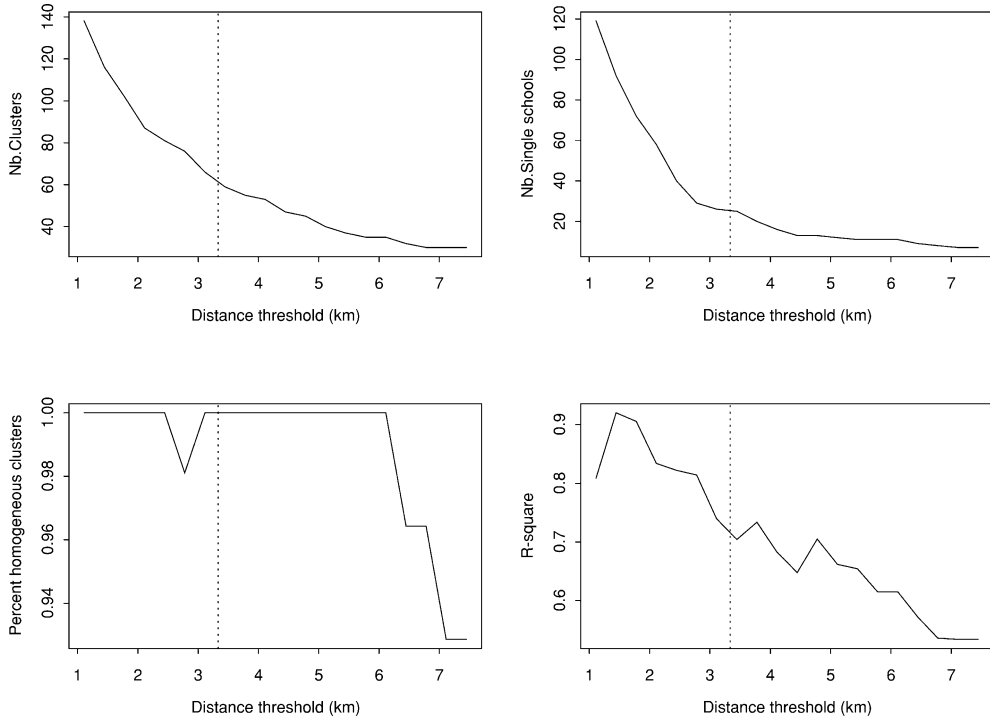 Nb.Clusters
140
120
100
80
60
40
1 2 3 4 5 6 7
Distance threshold (km)
Nb.Single schools
120
100
80
60
40
20
1 2 3 4 5 6 7
Distance threshold (km)
Percent homogeneous clusters
1.00
0.98
0.96
0.94
1 2 3 4 5 6 7
Distance threshold (km)
R-square
0.9
0.8
0.7
0.6
1 2 3 4 5 6 7
Distance threshold (km)